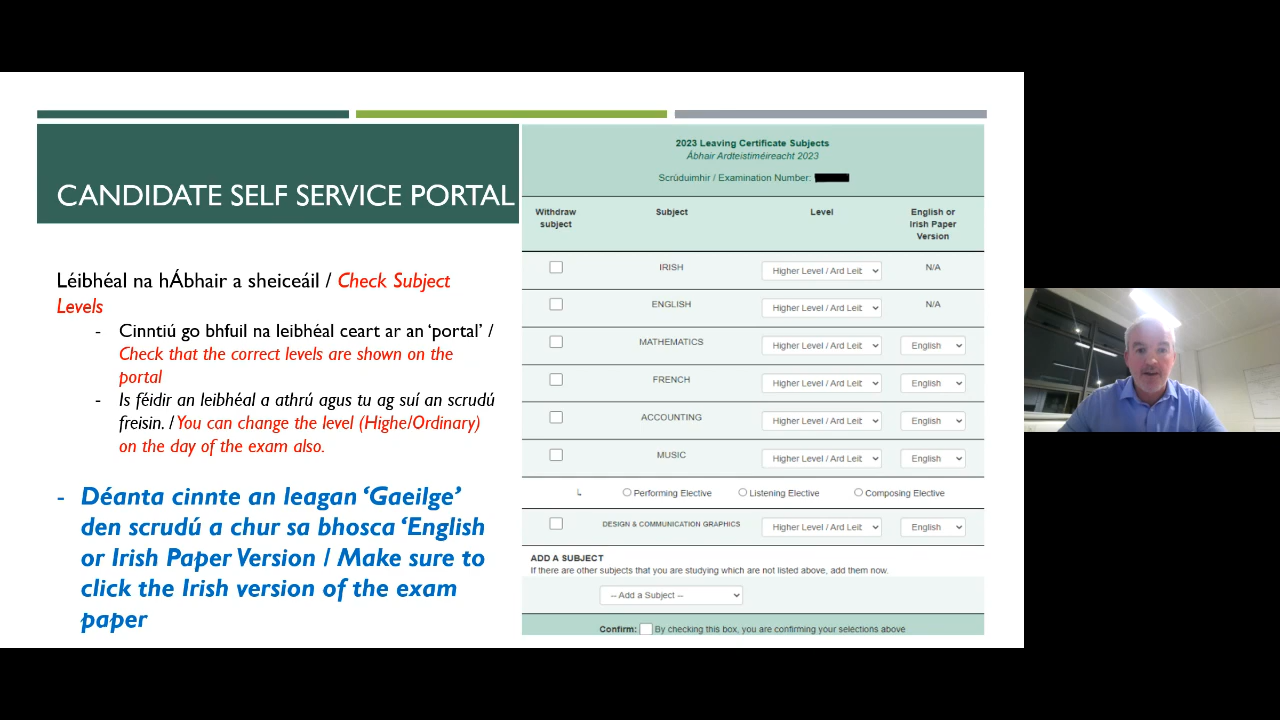 CANDIDATE SELF SERVICE PORTAL
Léibhéal na hÁbhair a sheiceáil / Check Subject
Levels
- Cinntiú go bhfuil na leibhéal ceart ar an ‘portal’ /
Check that the correct levels are shown on the
portal
- Is féidir an leibhéal a athrú agus tu ag suí an scrudú
freisin. / You can change the level (Highe/Ordinary)
on the day of the exam also.
- Déanta cinnte an leagan ‘Gaeilge’
den scrudú a chur sa bhosca ‘English
or Irish Paper Version / Make sure to
click the Irish version of the exam
paper
2023 Leaving Certificate Subjects
Ábhair Ardteistiméireacht 2023
Scrúduimhir / Examination Number:
Withdraw subject Subject Level English or Irish Paper Version
IRISH Higher Level / Ard Leit N/A
ENGLISH Higher Level / Ard Leit N/A
MATHEMATICS Higher Level / Ard Leit English
FRENCH Higher Level / Ard Leit English
ACCOUNTING Higher Level / Ard Leit English
MUSIC Higher Level / Ard Leit English
Performing Elective Listening Elective Composing Elective
DESIGN & COMMUNICATION GRAPHICS Higher Level / Ard Leit English
ADD A SUBJECT
If there are other subjects that you are studying which are not listed above, add them now.
-- Add a Subject --
Confirm: By checking this box, you are confirming your selections above